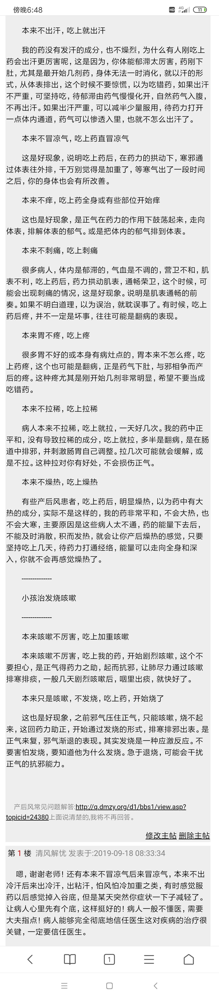 傍晚6:48
HD 4G 11
本来不出汗，吃上就出汗
我的药没有发汗的成分，也不燥烈，为什么有人刚吃上
药会出汗更厉害呢，这是因为，你体能郁滞太厉害，药刚下
肚，尤其是最开始几剂药，身体无法一时消化，就以汗的形
式，从体表排出，这个时候不要惊慌，以为吃错药，如果出汗
不严重，可坚持吃，待郁滞由药气慢慢化开，自然药气入腹，
不再出汗。如果出汗严重，可以减半少量服用，待药力打开
一点体内通道，药气可以惨透入里，也就不怎么出汗了。
本来不冒凉气，吃上药直冒凉气
这是好现象，说明吃上药后，在药力的拱动下，寒邪通
过体表往外排，千万别觉得是加重了，等寒气出了一段时间
之后，你的身体也会有所改善。
本来不痒，吃上药全身或有些部位开始痒
这也是好现象，是正气在药力的作用下鼓荡起来，走向
体表，排解体表的郁气。或是把体内的郁气排到体表。
本来不刺痛，吃上刺痛
很多病人，体内是郁滞的，气血是不调的，营卫不和，肌
表不利，吃上药后，药力拱动肌表，通畅荣卫，这个时候，可
能会出现刺痛的情况，这是好现象。说明是肌表通畅的前
奏。如果不明白道理，以为误治，就耽误事了。有时候，吃上
药后疼，并不一定是坏事，往往可能是翻病的表现。
本来胃不疼，吃上疼
很多胃不好的或本身有病灶点的，胃本来不怎么疼，吃
上药疼，这个也可能是翻病，正是药气下肚，与邪相争而产
后的疼。这种疼尤其是刚开始几剂非常明显，希望不要当成
吃错药。
本来不拉稀，吃上拉稀
病人本来不拉稀，吃上就拉，一天好几次。我的药中正
平和，没有导致拉稀的成分，吃上就拉，多半是翻病，是在肠
道中排邪，并刺激肠胃自己调整。拉几次可能就会缓解，或
是不拉。这种拉对你有好处，不会损伤正气。
本来不燥热，吃上燥热
有些产后风患者，吃上药后，明显燥热，以为药中有大
热的成分，实际不是这样的，我的药非常平和，不会大热，也
不会大寒，主要原因是这些病人太不通，药的能量下去后，
不能及时消散，积而发热，就会让你产后燥热的感觉，只要
坚持吃上几天，待药力打通经络，能量可以走向全身和深
入，你就不会再感觉燥热了。
--------------
小孩治发烧咳嗽
--------------
本来咳嗽不厉害，吃上加重咳嗽
本来咳嗽不厉害，吃上我的药，开始剧烈咳嗽，这个不
要担心，是正气得药力之助，起而抗邪，让肺尽力通过咳嗽
排寒排痰，一般几天剧烈咳嗽后，咽里出痰，就快好了。
本来只是咳嗽，不发烧，吃上药，开始烧了
这也是好现象，之前邪气压住正气，只能咳嗽，烧不起
来，这回药力助正，开始通过发烧的形式，排寒排邪出表。是
正气来复，邪气渐退的表现。其实发烧是一种应激反应。不
要害怕发烧，要知道他为什么发烧。急于退烧，可能会干扰
正气的抗邪能力。
产后风常见问题解答:http://q.dmzy.org/d1/bbs1/view.asp?
topicid=24380上面说清楚的,我将不再回答。
修改主帖 删除主帖
第 1 楼 清风解忧 发表于:2019-09-18 08:33:34
嗯，谢谢老师！还有本来不冒凉气后来冒凉气，本来不出
冷汗后来出冷汗，出粘汗，怕风怕冷加重之类，有时感觉服
药以后感觉掉入谷底，但是某天突然你症状一下子减轻了。
让病人心里先有个底，这样挺好的！病人一般不懂医，需要
大夫指点！病人能够完全彻底地信任医生这对疾病的治疗很
关键，一定要信任医生。
1